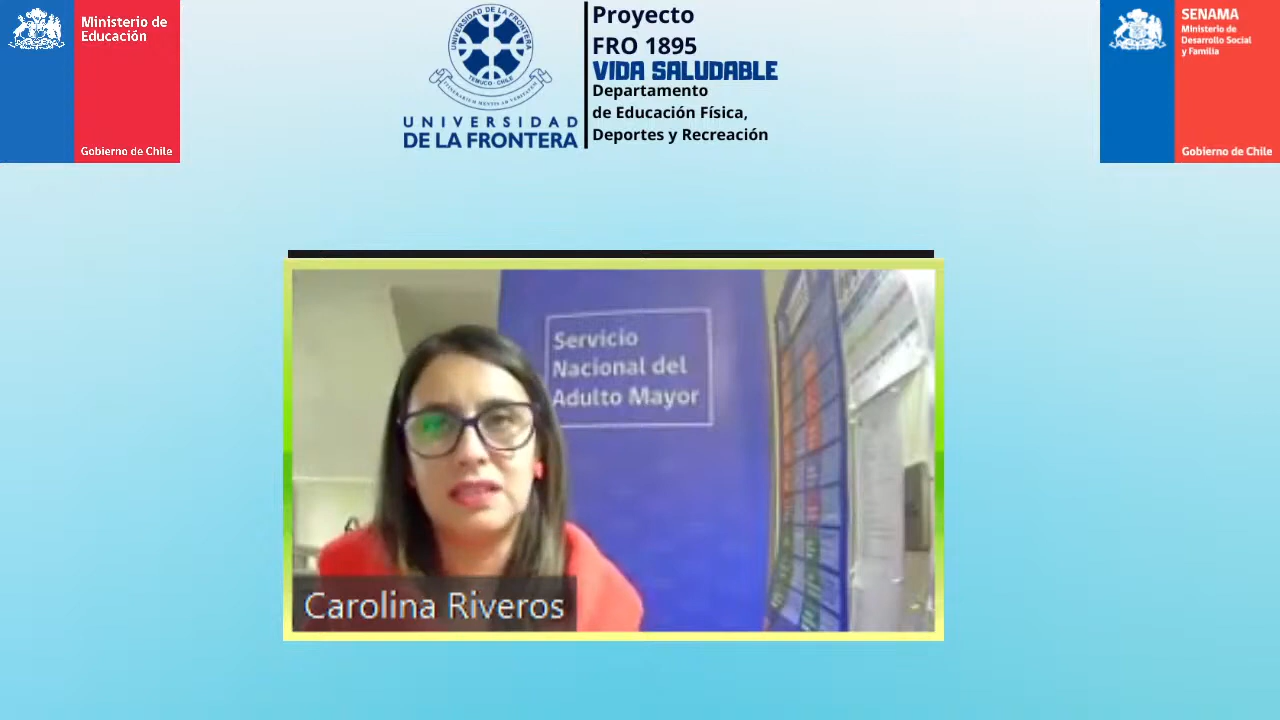 Ministerio de
Educación
Gobierno de Chile
UNIVERSIDAD DE LA FRONTERA
TEMUCO - CHILE
UNIVERSIDAD
DE LA FRONTERA
Proyecto
FRO 1895
VIDA SALUDABLE
Departamento
de Educación Física,
Deportes y Recreación
SENAMA
Ministerio de
Desarrollo Social
y Familia
Gobierno de Chile
Servicio
Nacional del
Adulto Mayor
Carolina Riveros